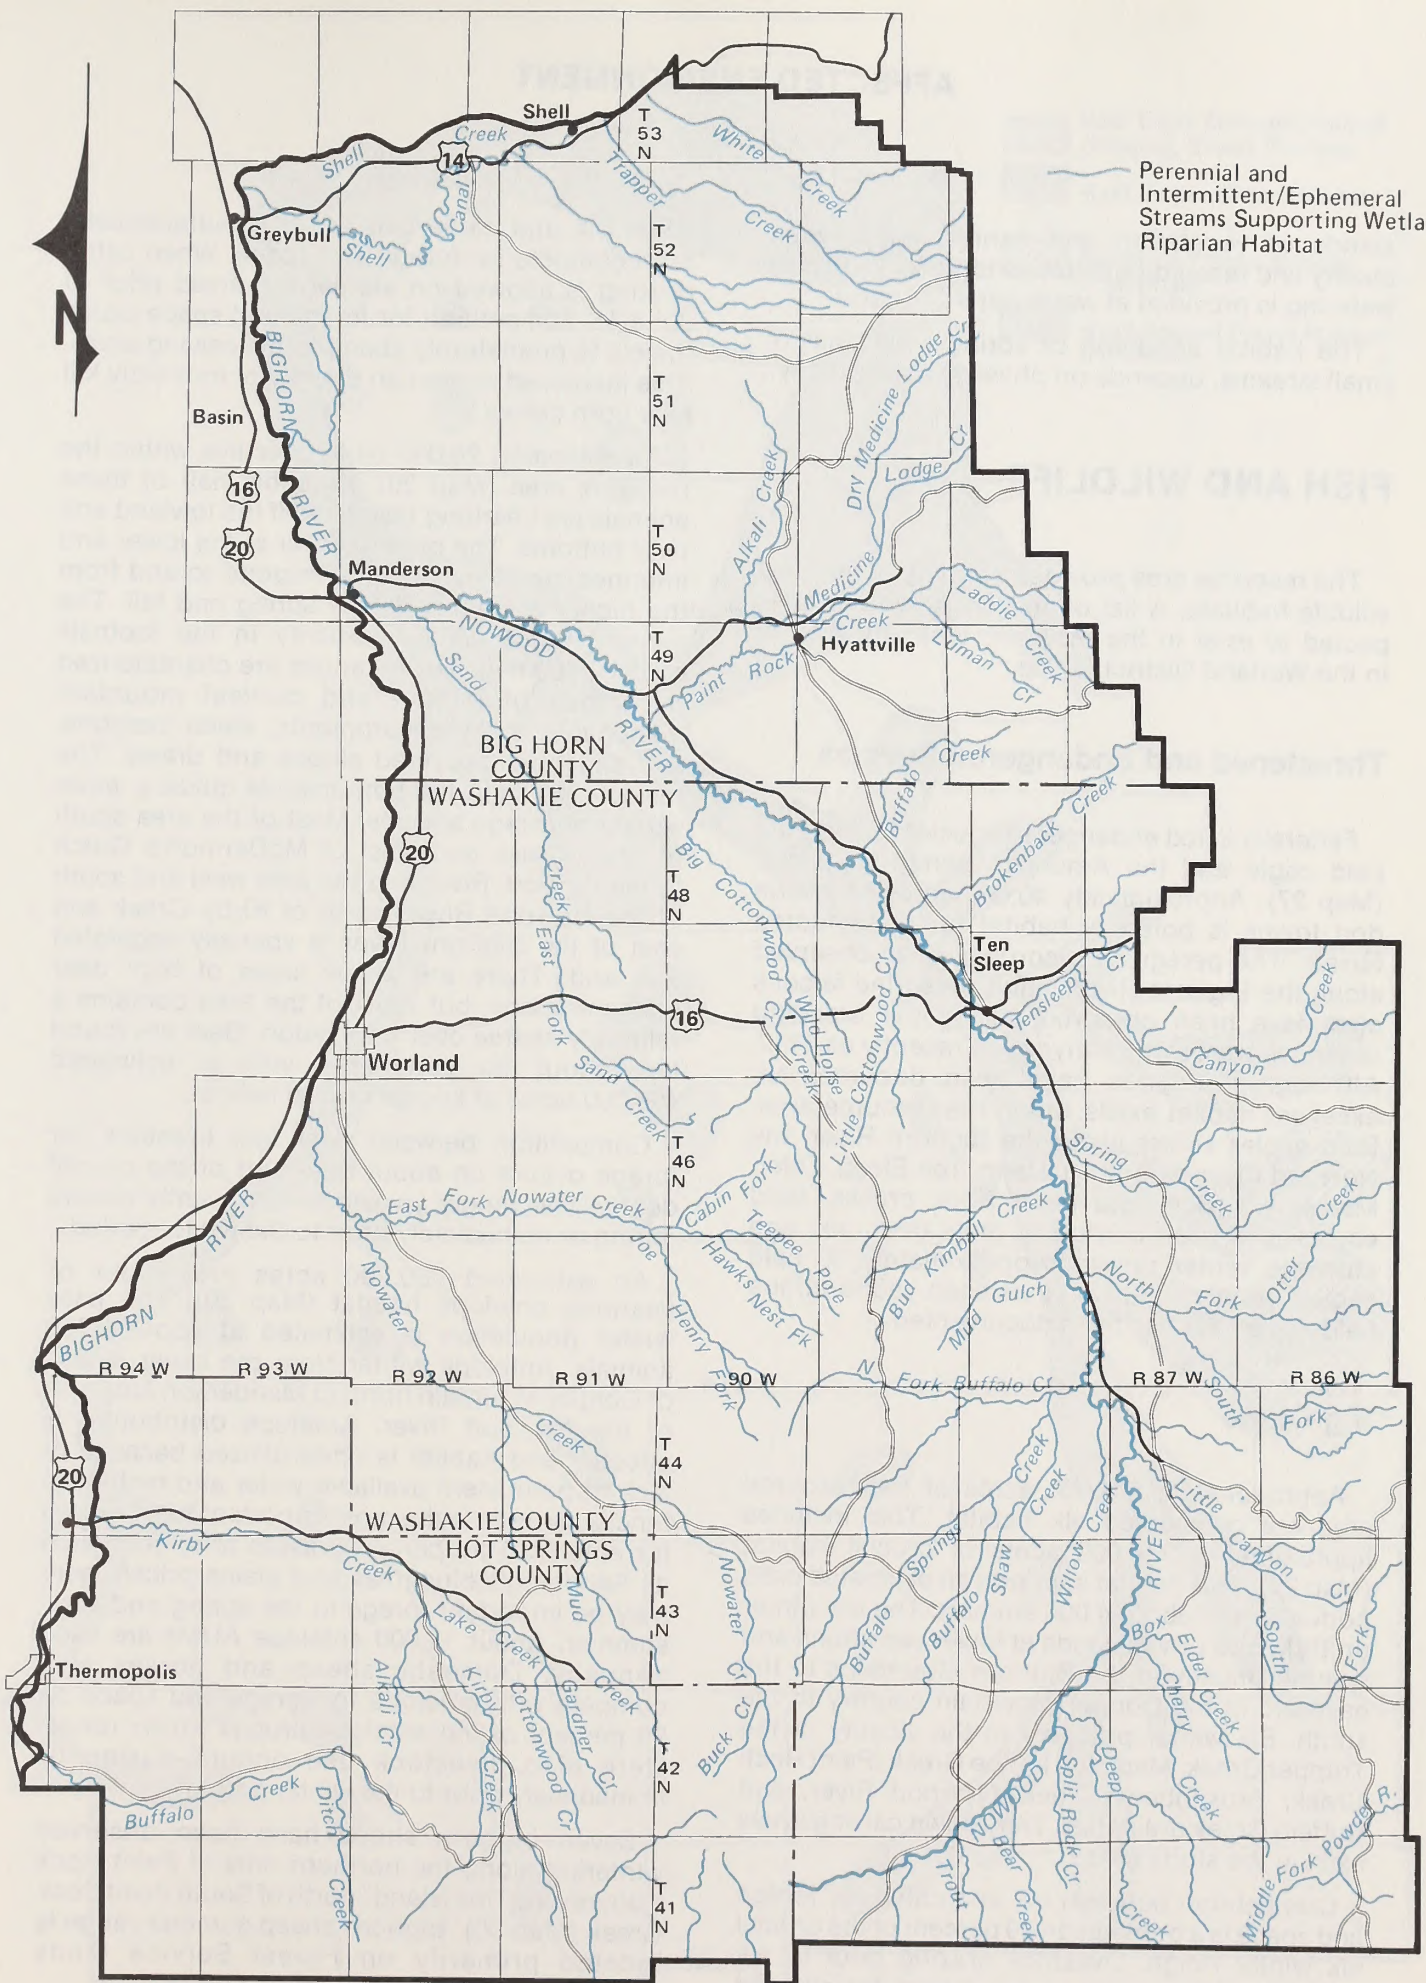 Shell
Creek
Shell
14
T
53
N
White
Creek
Trapper
Creek
Perennial and
Intermittent/Ephemeral
Streams Supporting Wetla
Riparian Habitat
Greybull
Shell
Canal
T
52
N
N
BIGHORN
RIVER
Basin
T
51
N
Dry Medicine Lodge Cr
Lodge Cr
Medicine
Alkali Creek
16
20
T
50
N
Manderson
NOWOOD
RIVER
Sand
Creek
T
49
N
Paint Rock
Creek
Hyattville
Laddie
Creek
Luman
Cr
BIG HORN
COUNTY
WASHAKIE COUNTY
Buffalo Creek
Brokenback Creek
20
T
48
N
Big Cottonwood Cr
East
Fork
Sand
Creek
Wild Horse
Creek
Little Cottonwood Cr
Ten
Sleep
Tensleep
Cr
Canyon
Creek
16
Worland
T
46
N
Spring
Creek
East Fork Nowater Creek
Cabin Fork
Teepee
Pole
Hawks Nest Fk
Joe
Henry
Fork
Bud Kimball Creek
Mud Gulch
North
Fork
Otter
Creek
BIGHORN
RIVER
Nowater
Creek
R 94 W
R 93 W
R 92 W
R 91 W
90 W
R 87 W
R 86 W
N
Fork Buffalo Cr
South
Fork
20
T
44
N
WASHAKIE COUNTY
HOT SPRINGS
COUNTY
Kirby
Creek
Buffalo
Springs
Creek
Buffalo
Shaw
Creek
Willow
Creek
RIVER
Little
Canyon
Cr
T
43
N
Nowater
Cr
Mud
Creek
Lake
Creek
Box
Elder
Creek
Cherry
Creek
South
Fork
Thermopolis
Alkali Cr
Kirby
Creek
Cottonwood Cr
Gardner
Cr
Buck Cr
T
42
N
Buffalo
Creek
Ditch
Creek
NOWOOD
Split Rock Cr
Deep
Creek
Bear
Creek
Trout
Cr
Middle Fork Powder R.
T
41
N